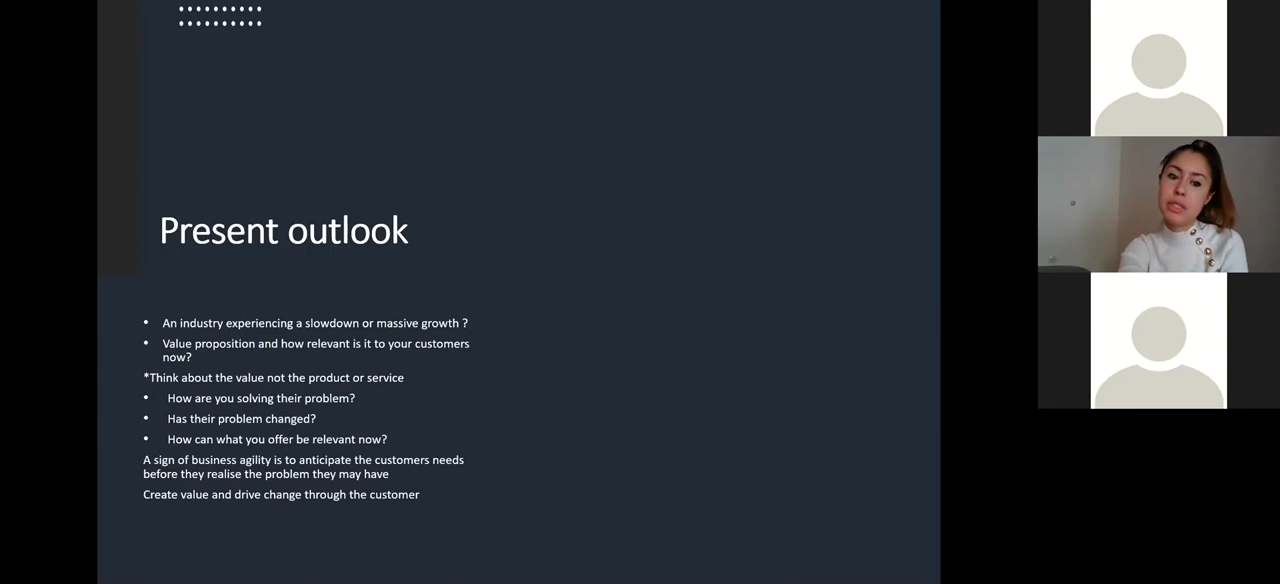 Present outlook
• An industry experiencing a slowdown or massive growth ?
• Value proposition and how relevant is it to your customers
now?
*Think about the value not the product or service
• How are you solving their problem?
• Has their problem changed?
• How can what you offer be relevant now?
A sign of business agility is to anticipate the customers needs
before they realise the problem they may have
Create value and drive change through the customer